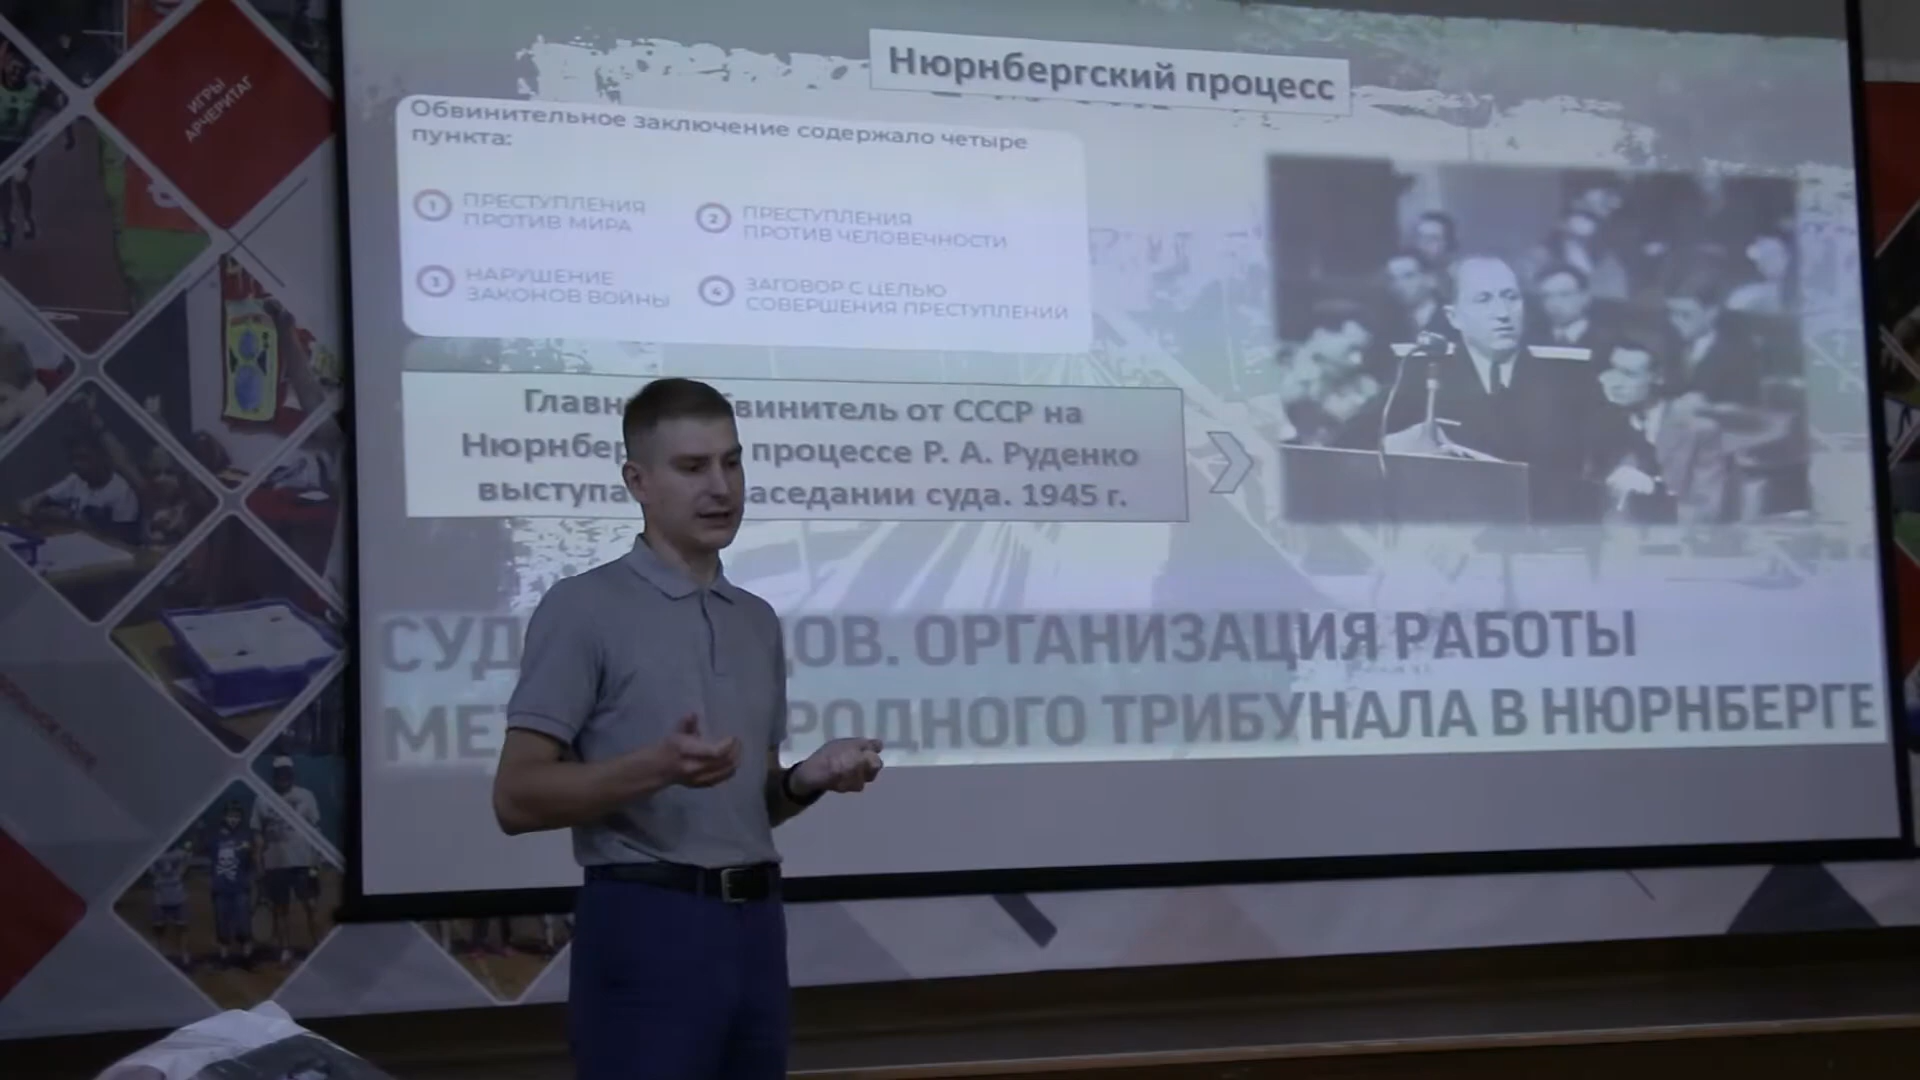 ИГРЫ
АРЧЕРИТАГ
Нюрнбергский процесс
Обвинительное заключение содержало четыре
пункта:
1 ПРЕСТУПЛЕНИЯ
ПРОТИВ МИРА
2 ПРЕСТУПЛЕНИЯ
ПРОТИВ ЧЕЛОВЕЧНОСТИ
3 НАРУШЕНИЕ
ЗАКОНОВ ВОЙНЫ
4 ЗАГОВОР С ЦЕЛЬЮ
СОВЕРШЕНИЯ ПРЕСТУПЛЕНИЙ
Главн винитель от СССР на
Нюрнбер процессе Р. А. Руденко
выступа заседании суда. 1945 г.
СУД ОВ. ОРГАНИЗАЦИЯ РАБОТЫ
МЕ РОДНОГО ТРИБУНАЛА В НЮРНБЕРГЕ